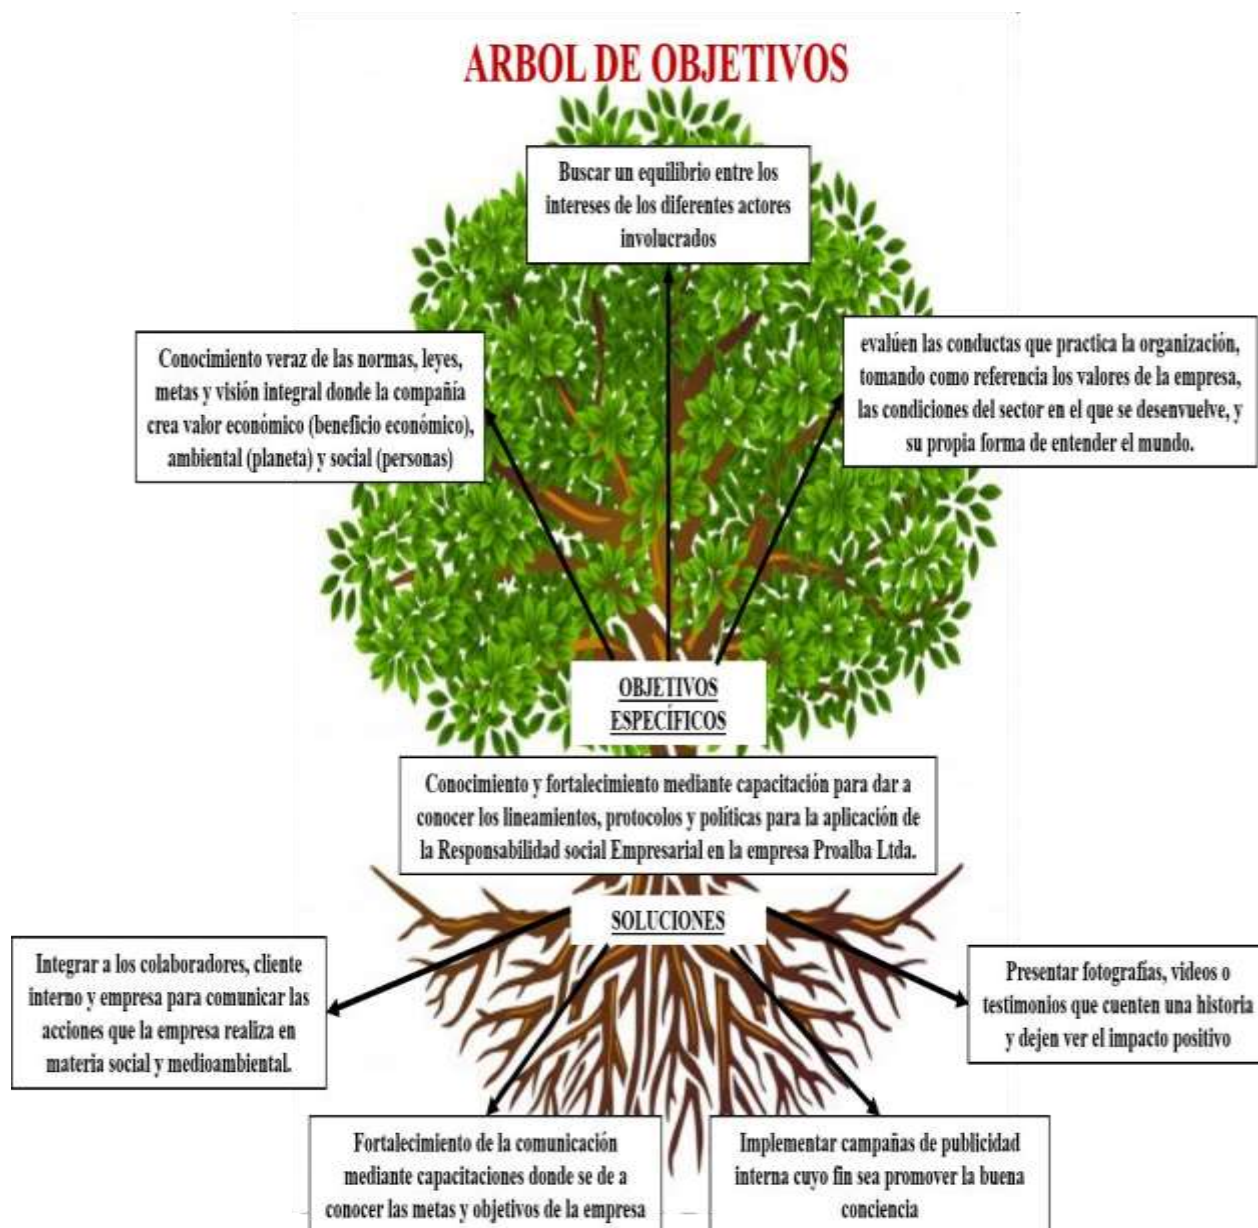 ARBOL DE OBJETIVOS
Buscar un equilibrio entre los
intereses de los diferentes actores
involucrados
Conocimiento veraz de las normas, leyes,
metas y visión integral donde la compañía
crea valor económico (beneficio económico),
ambiental (planeta) y social (personas)
evalúen las conductas que practica la organización,
tomando como referencia los valores de la empresa,
las condiciones del sector en el que se desenvuelve, y
su propia forma de entender el mundo.
OBJETIVOS
ESPECÍFICOS
Conocimiento y fortalecimiento mediante capacitación para dar a
conocer los lineamientos, protocolos y políticas para la aplicación de
la Responsabilidad social Empresarial en la empresa Proalba Ltda.
SOLUCIONES
Integrar a los colaboradores, cliente
interno y empresa para comunicar las
acciones que la empresa realiza en
materia social y medioambiental.
Presentar fotografías, videos o
testimonios que cuenten una historia
y dejen ver el impacto positivo
Fortalecimiento de la comunicación
mediante capacitaciones donde se de a
conocer las metas y objetivos de la empresa
Implementar campañas de publicidad
interna cuyo fin sea promover la buena
conciencia